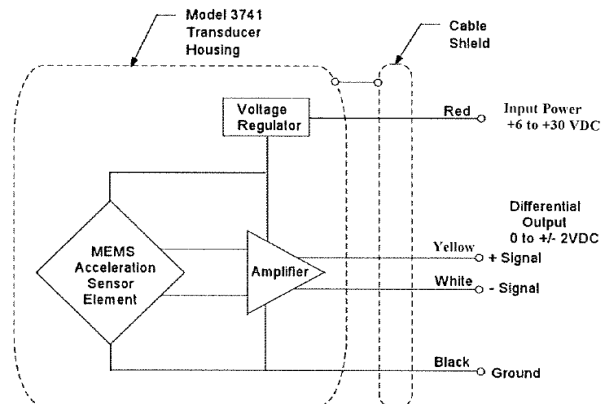 Model 3741
Transducer
Housing
Cable
Shield
Voltage
Regulator
Red
Input Power
+6 to +30 VDC
Differential
Output
0 to +/- 2VDC
MEMS
Acceleration
Sensor
Element
Amplifier
Yellow
+ Signal
White
- Signal
Black
Ground